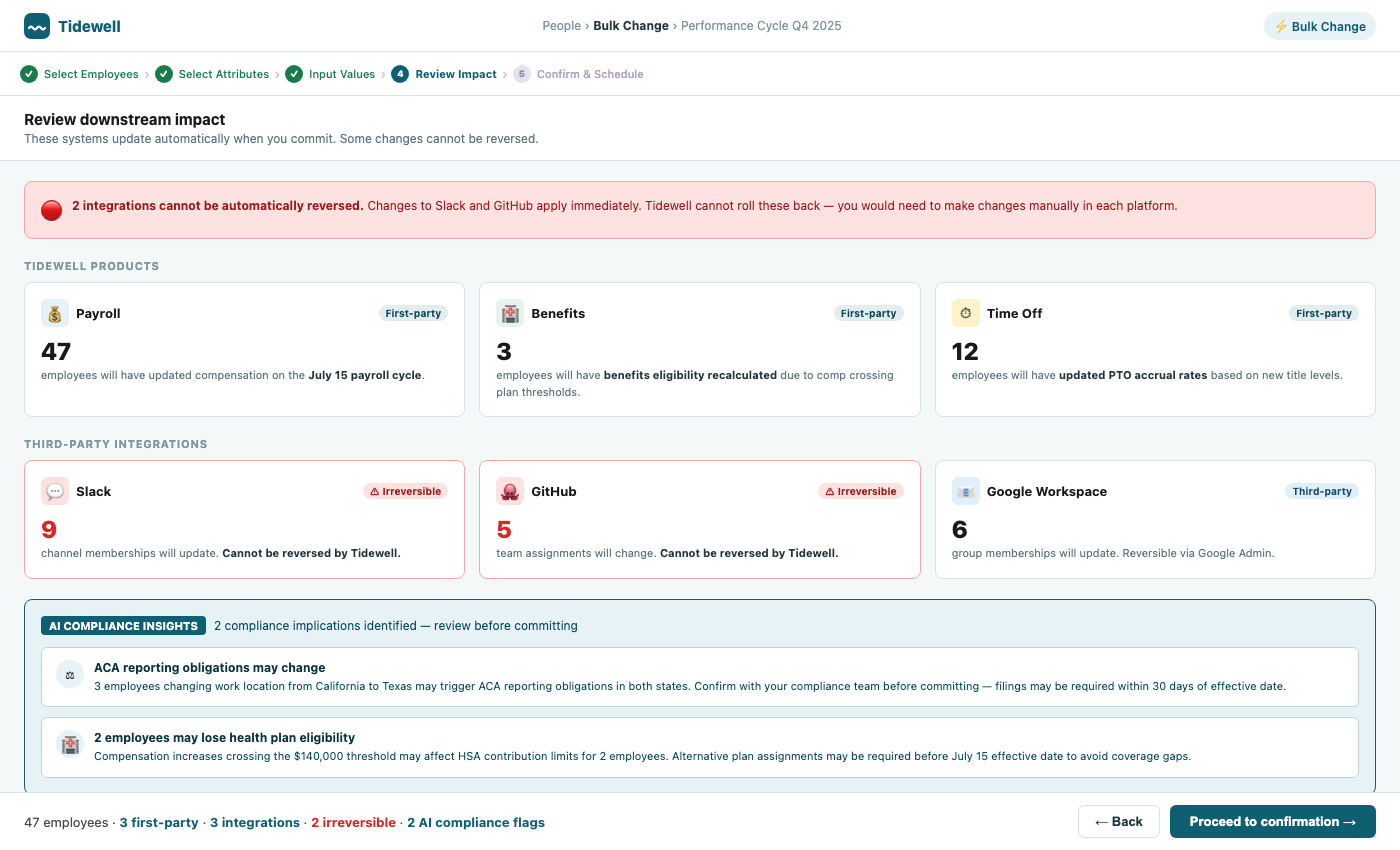 Tidewell
People › Bulk Change › Performance Cycle Q4 2025
⚡ Bulk Change
Select Employees › Select Attributes › Input Values › 4 Review Impact › 5 Confirm & Schedule
Review downstream impact
These systems update automatically when you commit. Some changes cannot be reversed.
2 integrations cannot be automatically reversed. Changes to Slack and GitHub apply immediately. Tidewell cannot roll these back — you would need to make changes manually in each platform.
TIDEWELL PRODUCTS
Payroll
First-party
47
employees will have updated compensation on the July 15 payroll cycle.
Benefits
First-party
3
employees will have benefits eligibility recalculated due to comp crossing
plan thresholds.
Time Off
First-party
12
employees will have updated PTO accrual rates based on new title levels.
THIRD-PARTY INTEGRATIONS
Slack
⚠ Irreversible
9
channel memberships will update. Cannot be reversed by Tidewell.
GitHub
⚠ Irreversible
5
team assignments will change. Cannot be reversed by Tidewell.
Google Workspace
Third-party
6
group memberships will update. Reversible via Google Admin.
AI COMPLIANCE INSIGHTS
2 compliance implications identified — review before committing
ACA reporting obligations may change
3 employees changing work location from California to Texas may trigger ACA reporting obligations in both states. Confirm with your compliance team before committing — filings may be required within 30 days of effective date.
2 employees may lose health plan eligibility
Compensation increases crossing the $140,000 threshold may affect HSA contribution limits for 2 employees. Alternative plan assignments may be required before July 15 effective date to avoid coverage gaps.
47 employees · 3 first-party · 3 integrations · 2 irreversible · 2 AI compliance flags
← Back
Proceed to confirmation →